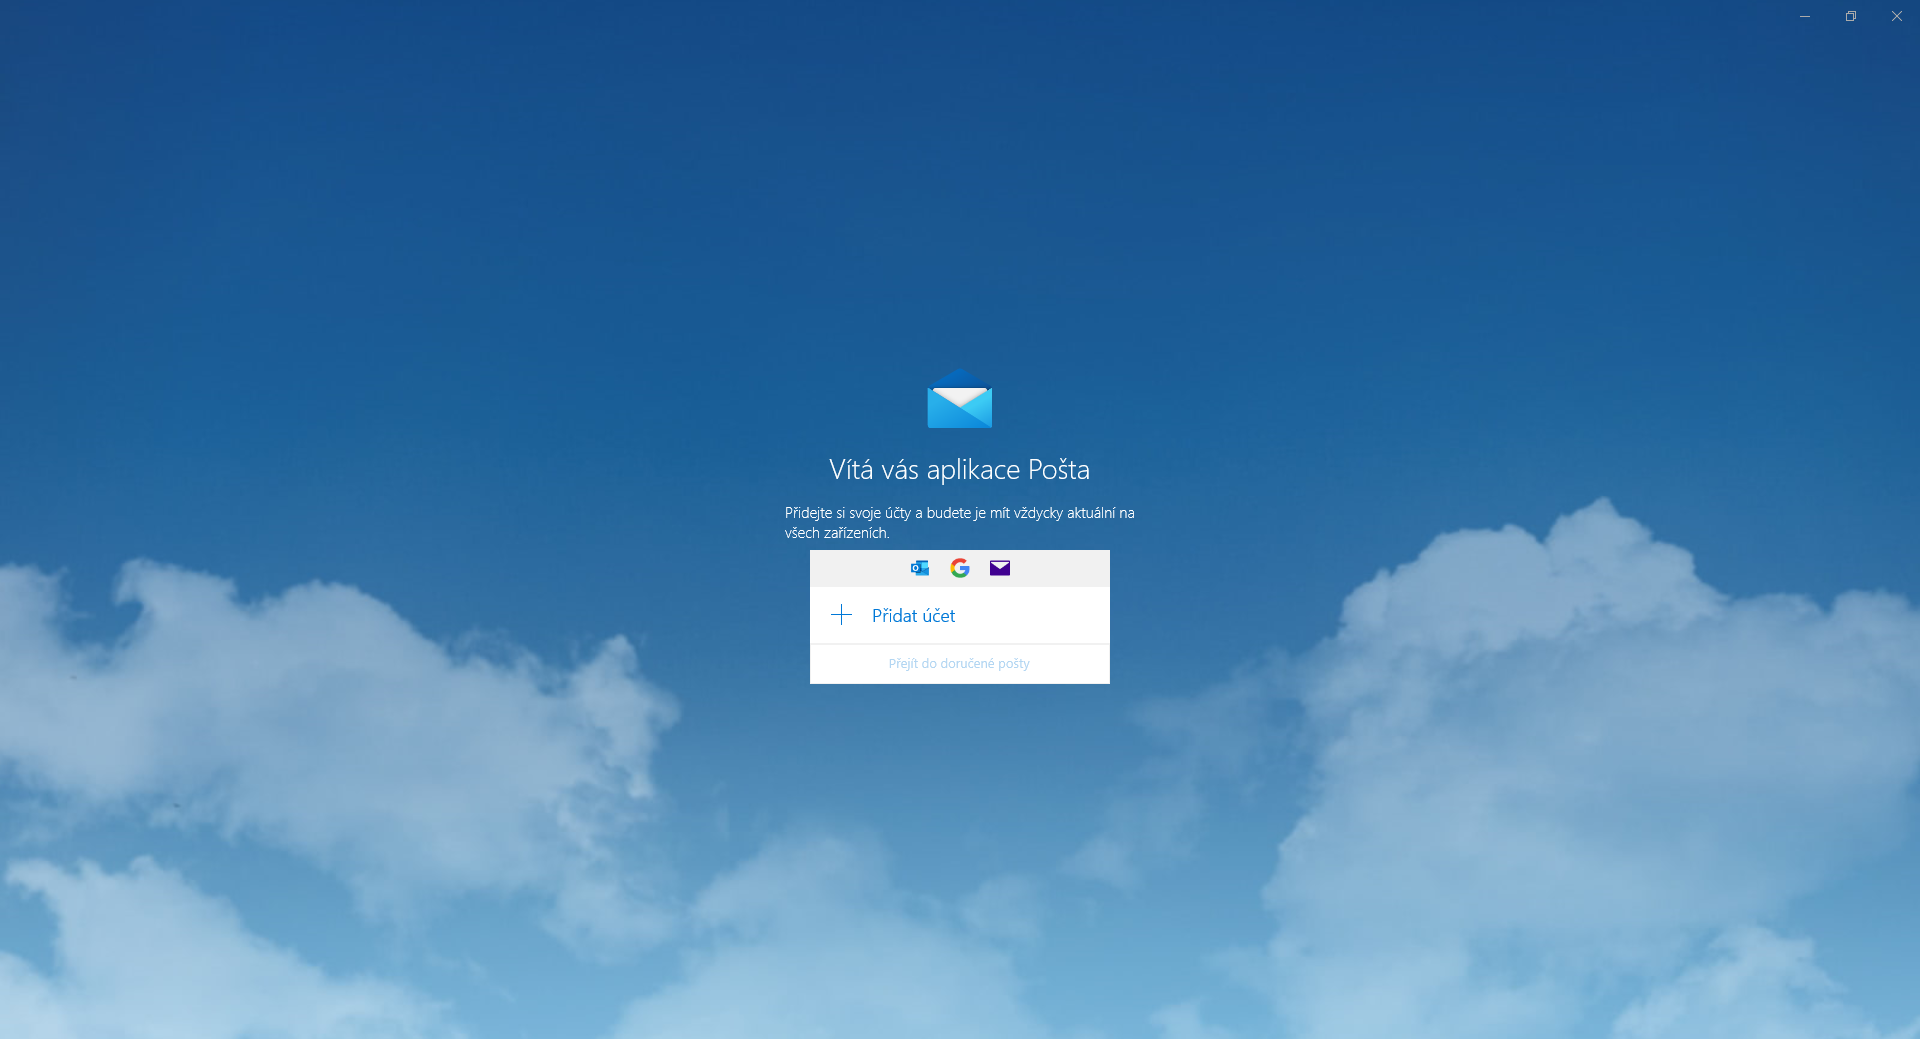 Vítá vás aplikace Pošta
Přidejte si svoje účty a budete je mít vždycky aktuální na
všech zařízeních.
Přidat účet
Přejít do doručené pošty